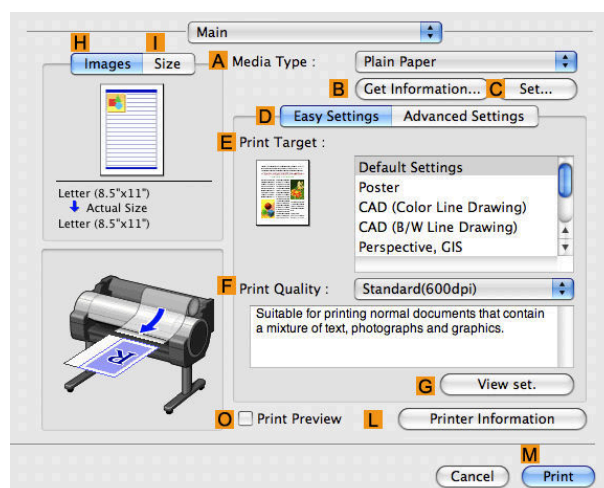 Main
H
I
Images Size
A Media Type : Plain Paper
B Get Information... C Set...
D Easy Settings Advanced Settings
E Print Target :
Default Settings
Poster
CAD (Color Line Drawing)
CAD (B/W Line Drawing)
Perspective, GIS
Letter (8.5"x11")
Actual Size
Letter (8.5"x11")
F Print Quality : Standard(600dpi)
Suitable for printing normal documents that contain
a mixture of text, photographs and graphics.
R
G View set.
O Print Preview L Printer Information
M
Cancel Print